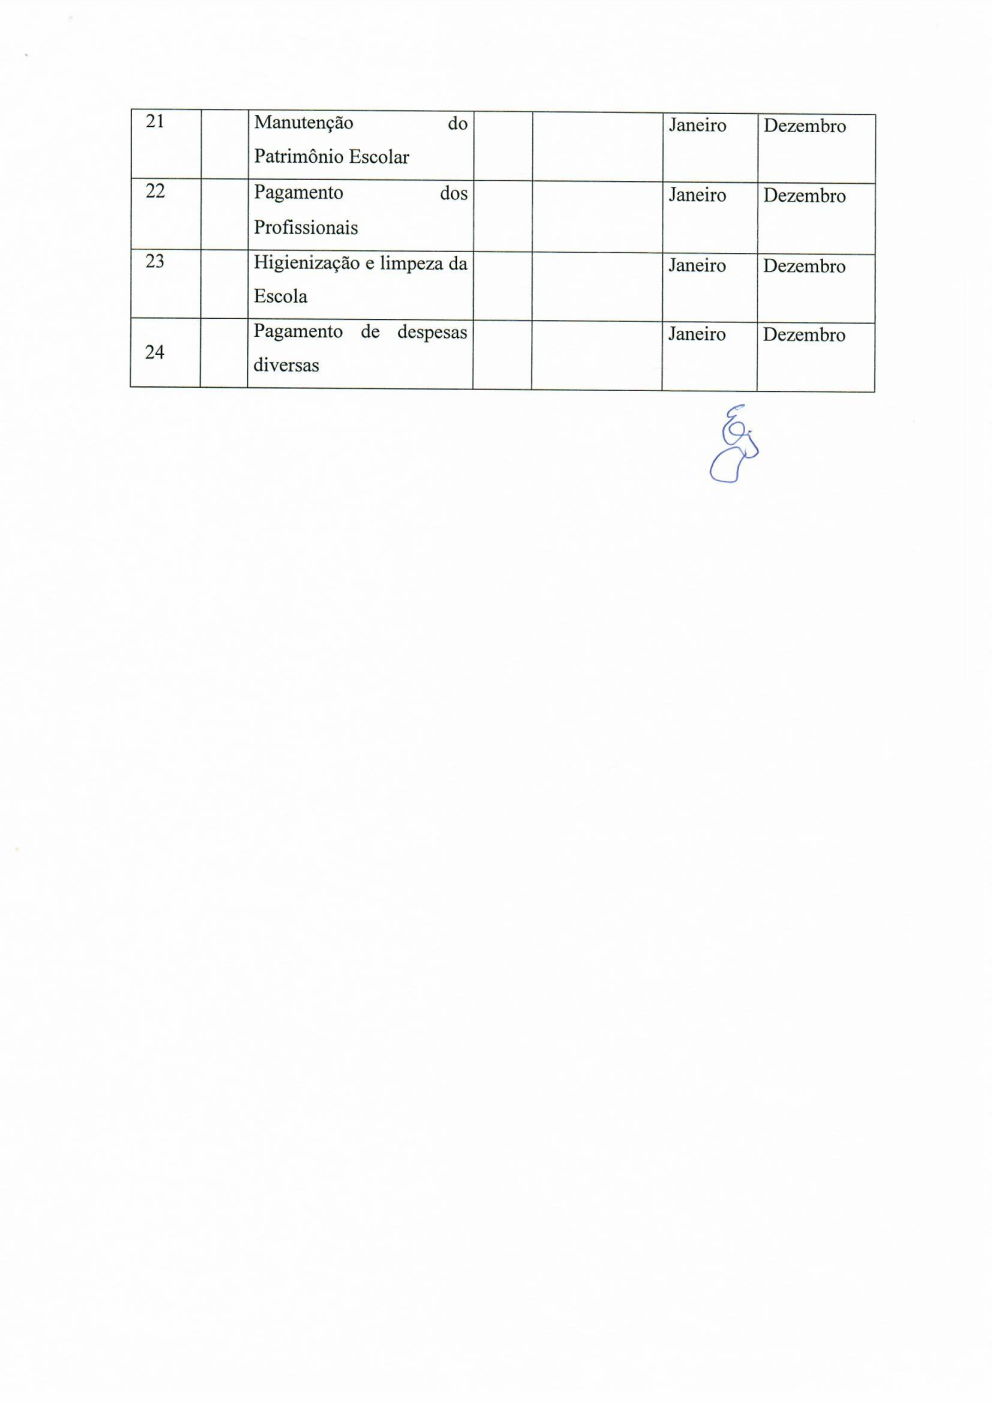 21 Manutenção do Janeiro Dezembro
Patrimônio Escolar
22 Pagamento dos Janeiro Dezembro
Profissionais
23 Higienização e limpeza da Janeiro Dezembro
Escola
24 Pagamento de despesas Janeiro Dezembro
diversas